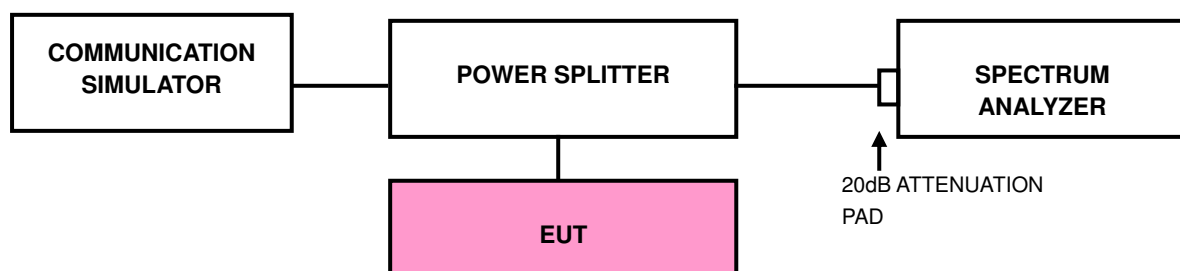 COMMUNICATION
SIMULATOR
POWER SPLITTER
SPECTRUM
ANALYZER
20dB ATTENUATION
PAD
EUT